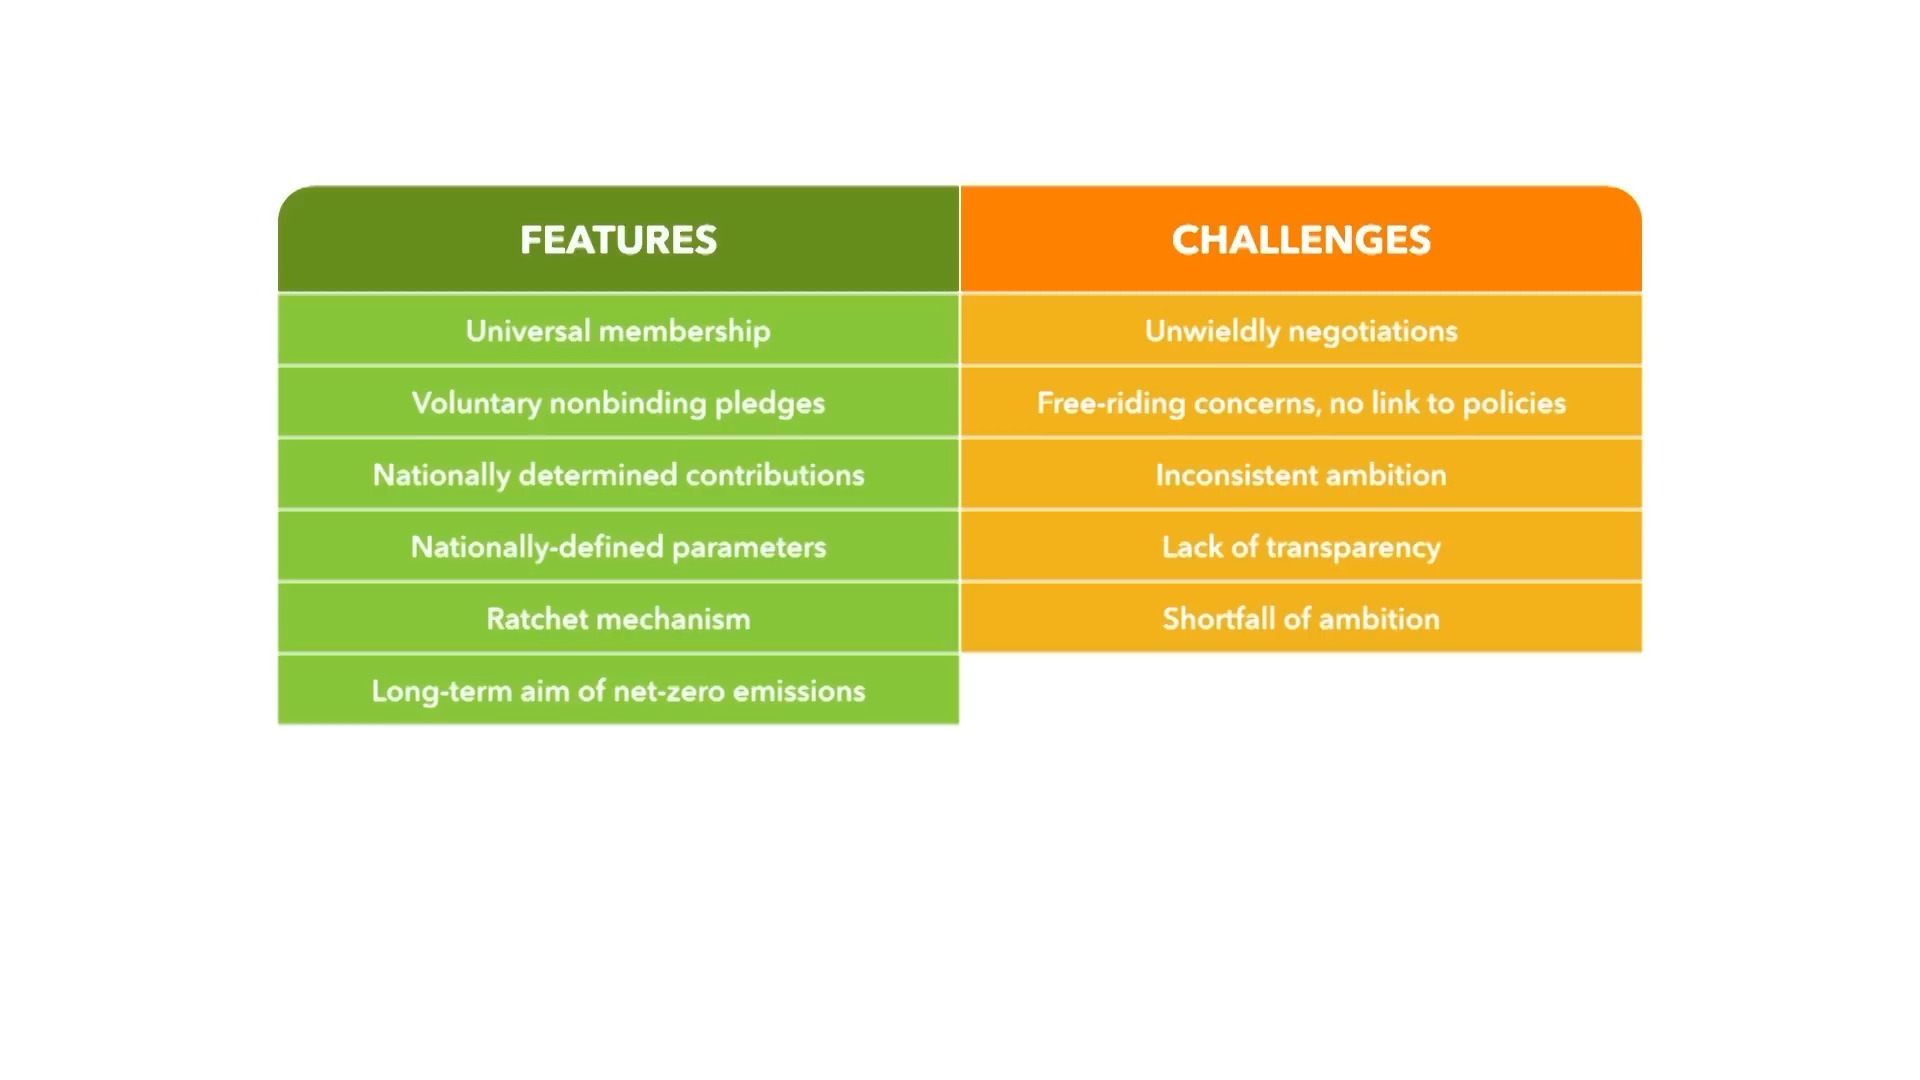 FEATURES
CHALLENGES
Universal membership
Unwieldly negotiations
Voluntary nonbinding pledges
Free-riding concerns, no link to policies
Nationally determined contributions
Inconsistent ambition
Nationally-defined parameters
Lack of transparency
Ratchet mechanism
Shortfall of ambition
Long-term aim of net-zero emissions